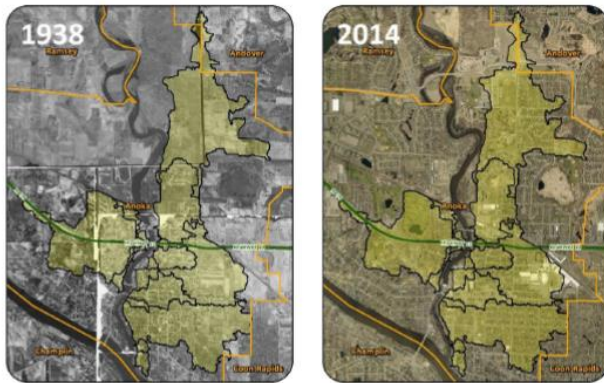 1938
Ramsey
Andover
Anoka
Champlin
Coon Rapids
2014
Ramsey
Andover
Anoka
Champlin
Coon Rapids